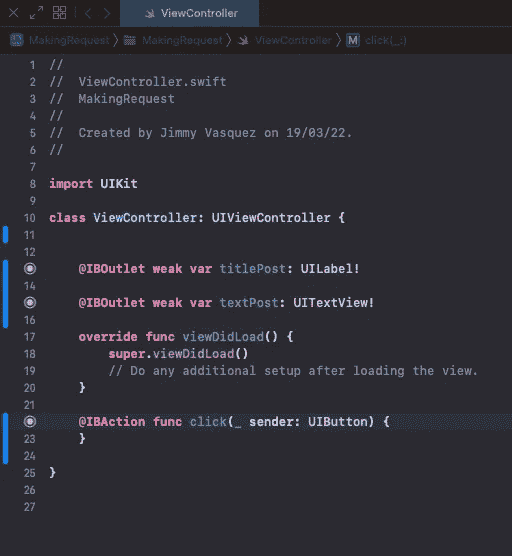 ViewController
MakingRequest MakingRequest ViewController M click(_:)
1 //
2 //  ViewController.swift
3 //  MakingRequest
4 //
5 //  Created by Jimmy Vasquez on 19/03/22.
6 //
7
8 import UIKit
9
10 class ViewController: UIViewController {
11
12
@IBOutlet weak var titlePost: UILabel!
14
@IBOutlet weak var textPost: UITextView!
16
17     override func viewDidLoad() {
18         super.viewDidLoad()
19         // Do any additional setup after loading the view.
20     }
21
@IBAction func click(_ sender: UIButton) {
23     }
24
25 }
26
27